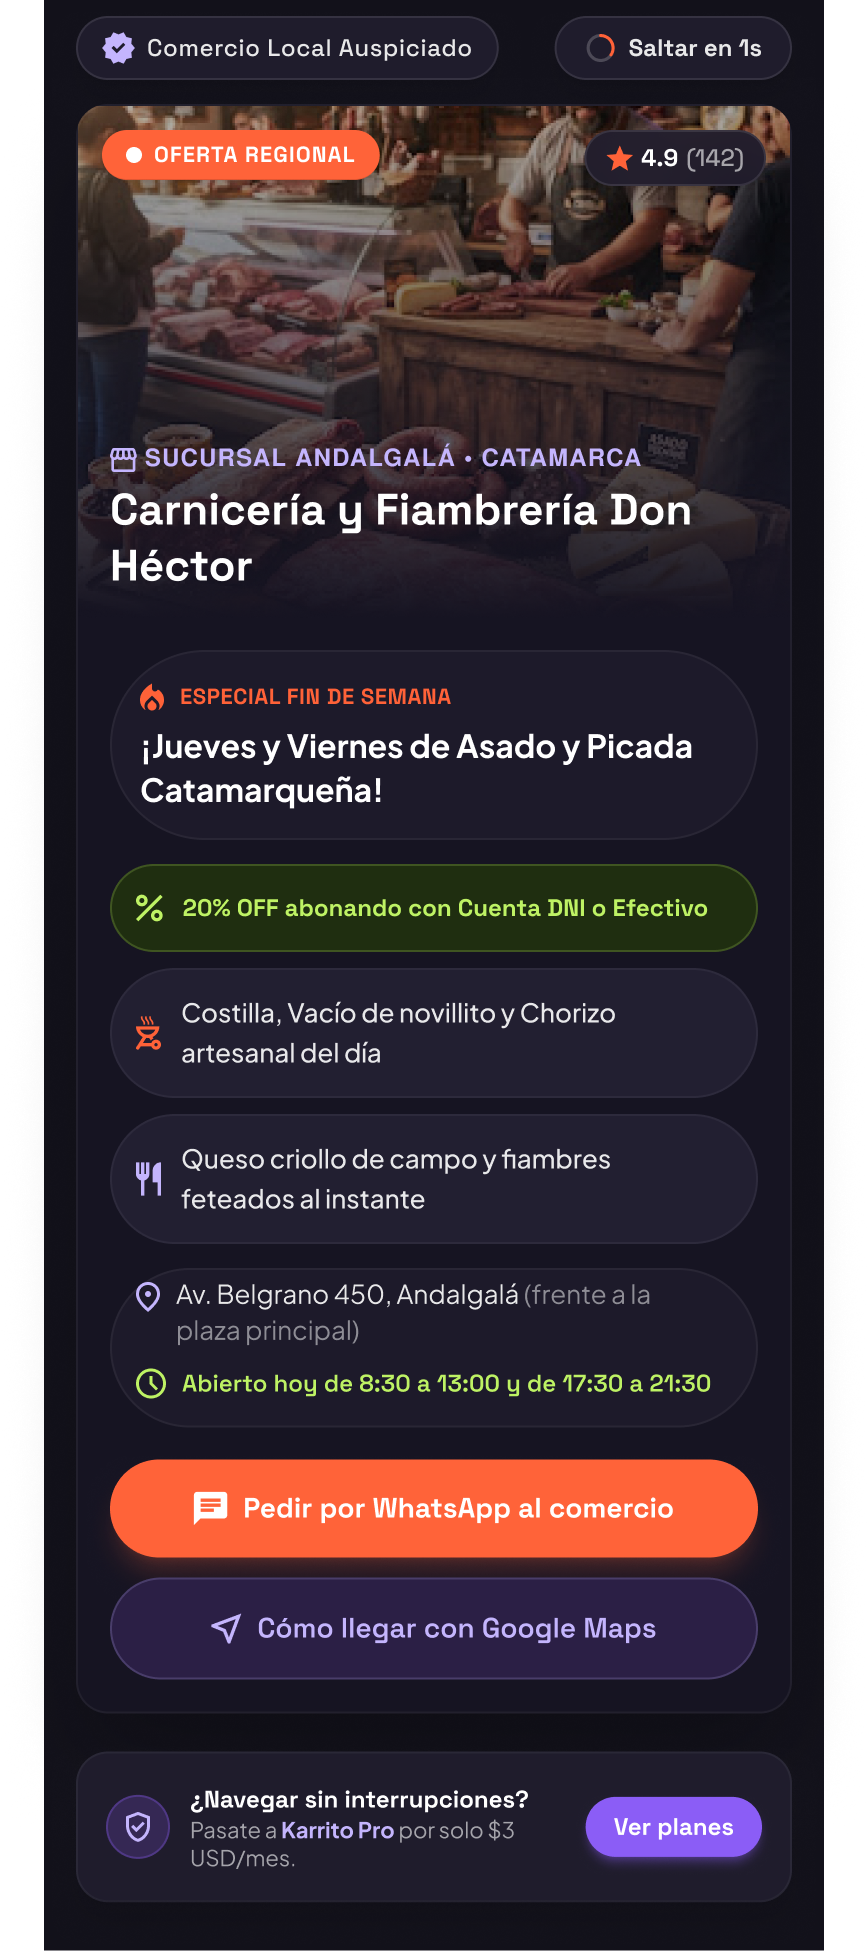 Comercio Local Auspiciado
Saltar en 1s
OFERTA REGIONAL
4.9 (142)
SUCURSAL ANDALGALÁ • CATAMARCA
Carnicería y Fiambrería Don
Héctor
ESPECIAL FIN DE SEMANA
¡Jueves y Viernes de Asado y Picada
Catamarqueña!
20% OFF abonando con Cuenta DNI o Efectivo
Costilla, Vacío de novillito y Chorizo
artesanal del día
Queso criollo de campo y fiambres
feteados al instante
Av. Belgrano 450, Andalgalá (frente a la
plaza principal)
Abierto hoy de 8:30 a 13:00 y de 17:30 a 21:30
Pedir por WhatsApp al comercio
Cómo llegar con Google Maps
¿Navegar sin interrupciones?
Pasate a Karrito Pro por solo $3
USD/mes.
Ver planes